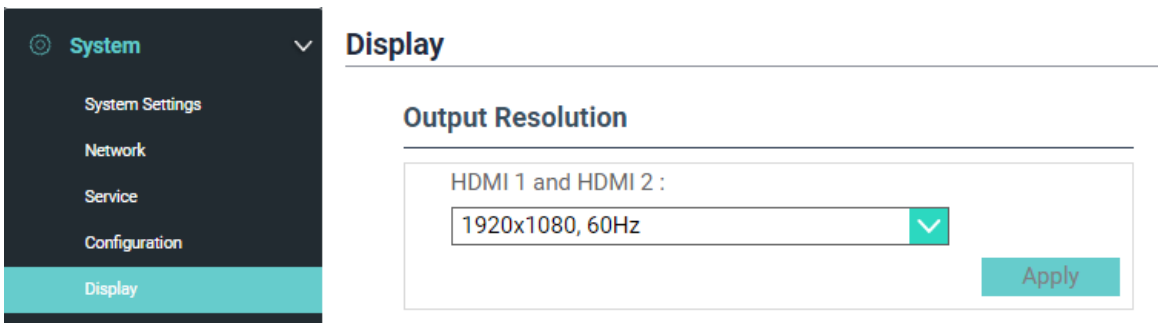 System
System Settings
Network
Service
Configuration
Display
Display
Output Resolution
HDMI 1 and HDMI 2 :
1920x1080, 60Hz
Apply